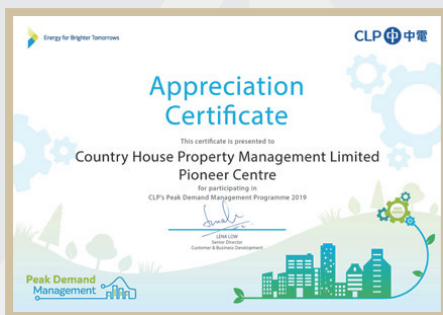 Energy for Brighter Tomorrows
CLP 中電
Appreciation
Certificate
This certificate is presented to
Country House Property Management Limited
Pioneer Centre
for participating in
CLP's Peak Demand Management Programme 2019
LENA LOW
Senior Director
Customer & Business Development
Peak Demand
Management